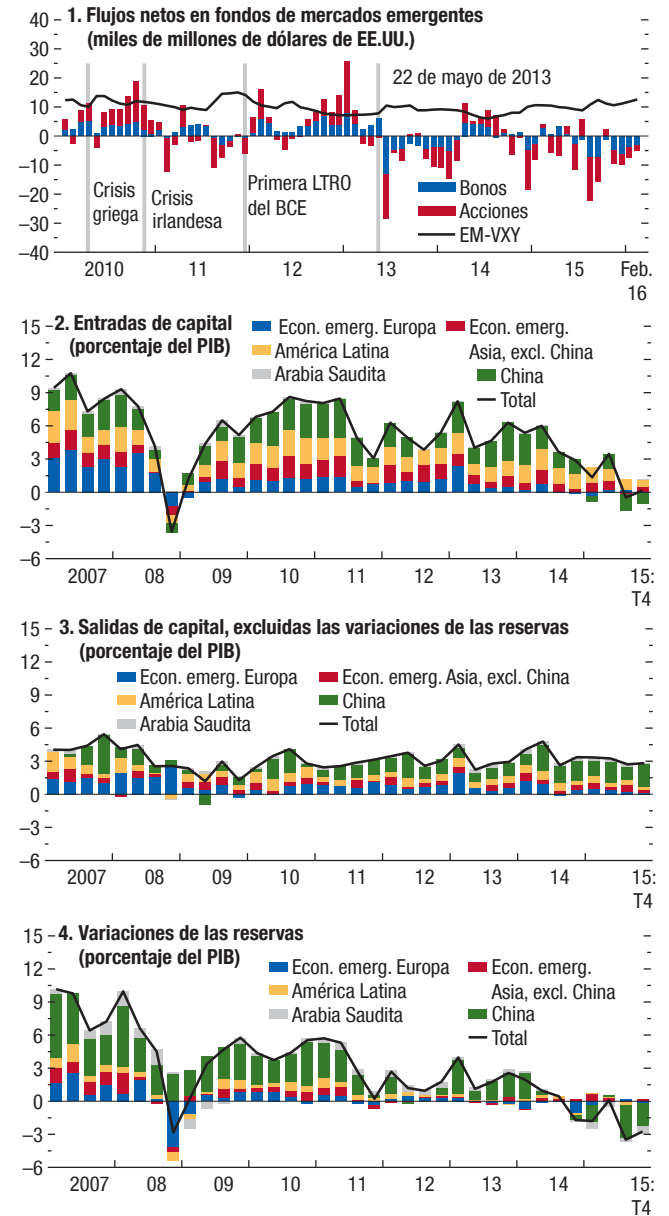 1. Flujos netos en fondos de mercados emergentes
(miles de millones de dólares de EE.UU.)
40
30
20
10
0
−10
−20
−30
−40
22 de mayo de 2013
Crisis
griega
Crisis
irlandesa
Primera LTRO
del BCE
Bonos
Acciones
EM-VXY
2010 11 12 13 14 15 Feb.
16
2. Entradas de capital
(porcentaje del PIB)
15
12
9
6
3
0
−3
−6
Econ. emerg. Europa
América Latina
Arabia Saudita
Econ. emerg.
Asia, excl. China
China
Total
2007 08 09 10 11 12 13 14 15:
T4
3. Salidas de capital, excluidas las variaciones de las reservas
(porcentaje del PIB)
15
12
9
6
3
0
−3
−6
Econ. emerg. Europa
América Latina
Arabia Saudita
Econ. emerg. Asia, excl. China
China
Total
2007 08 09 10 11 12 13 14 15:
T4
4. Variaciones de las reservas
(porcentaje del PIB)
15
12
9
6
3
0
−3
−6
Econ. emerg. Europa
América Latina
Arabia Saudita
Econ. emerg.
Asia, excl. China
China
Total
2007 08 09 10 11 12 13 14 15:
T4